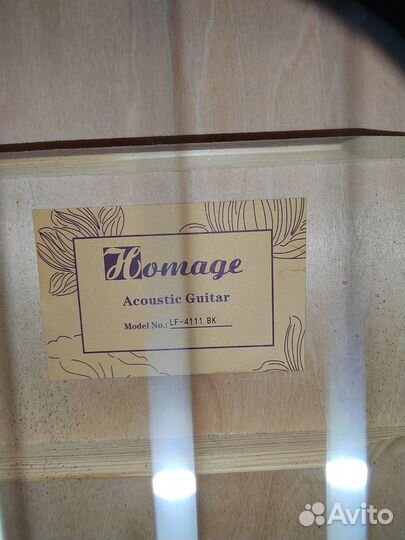 Homage
Acoustic Guitar
Model No.: LF-4111 BK
Avito